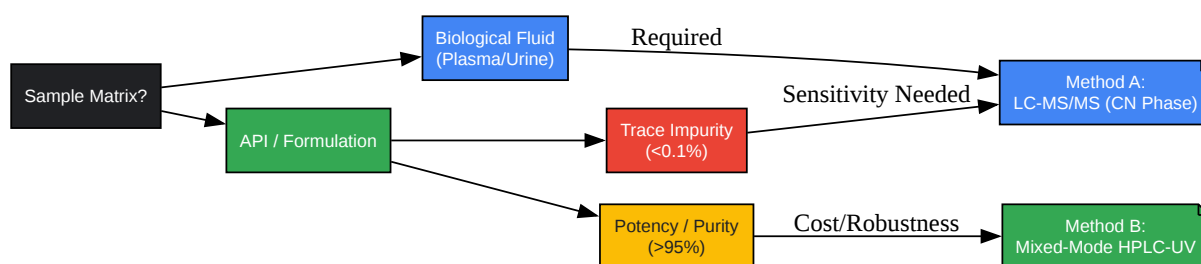 Sample Matrix?
Biological Fluid
(Plasma/Urine)
Required
Method A:
LC-MS/MS (CN Phase)
API / Formulation
Trace Impurity
(<0.1%)
Sensitivity Needed
Potency / Purity
(>95%)
Cost/Robustness
Method B:
Mixed-Mode HPLC-UV